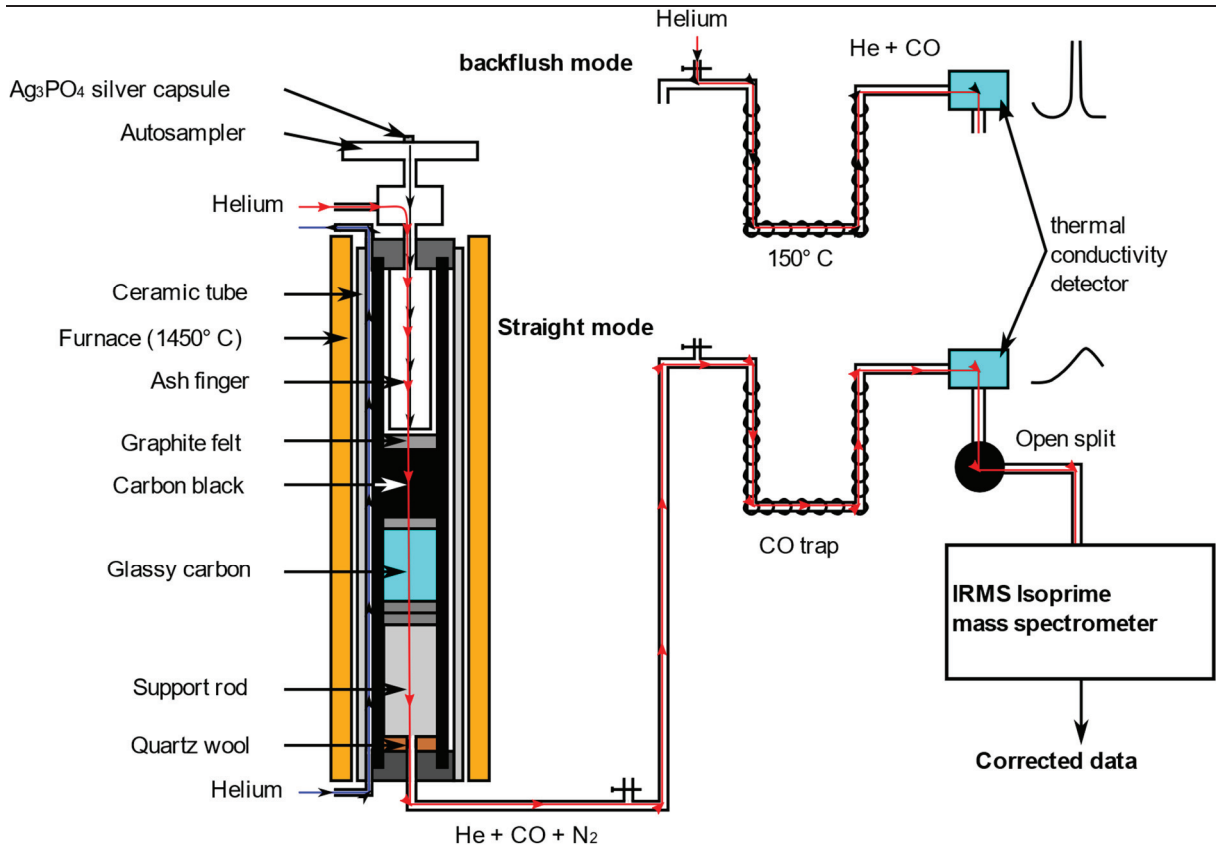 Helium
He + CO
backflush mode
Ag₃PO₄ silver capsule
Autosampler
Helium
thermal
conductivity
detector
150° C
Ceramic tube
Furnace (1450° C)
Straight mode
Ash finger
Graphite felt
Open split
Carbon black
CO trap
Glassy carbon
IRMS Isoprime
mass spectrometer
Support rod
Quartz wool
Corrected data
Helium
He + CO + N₂